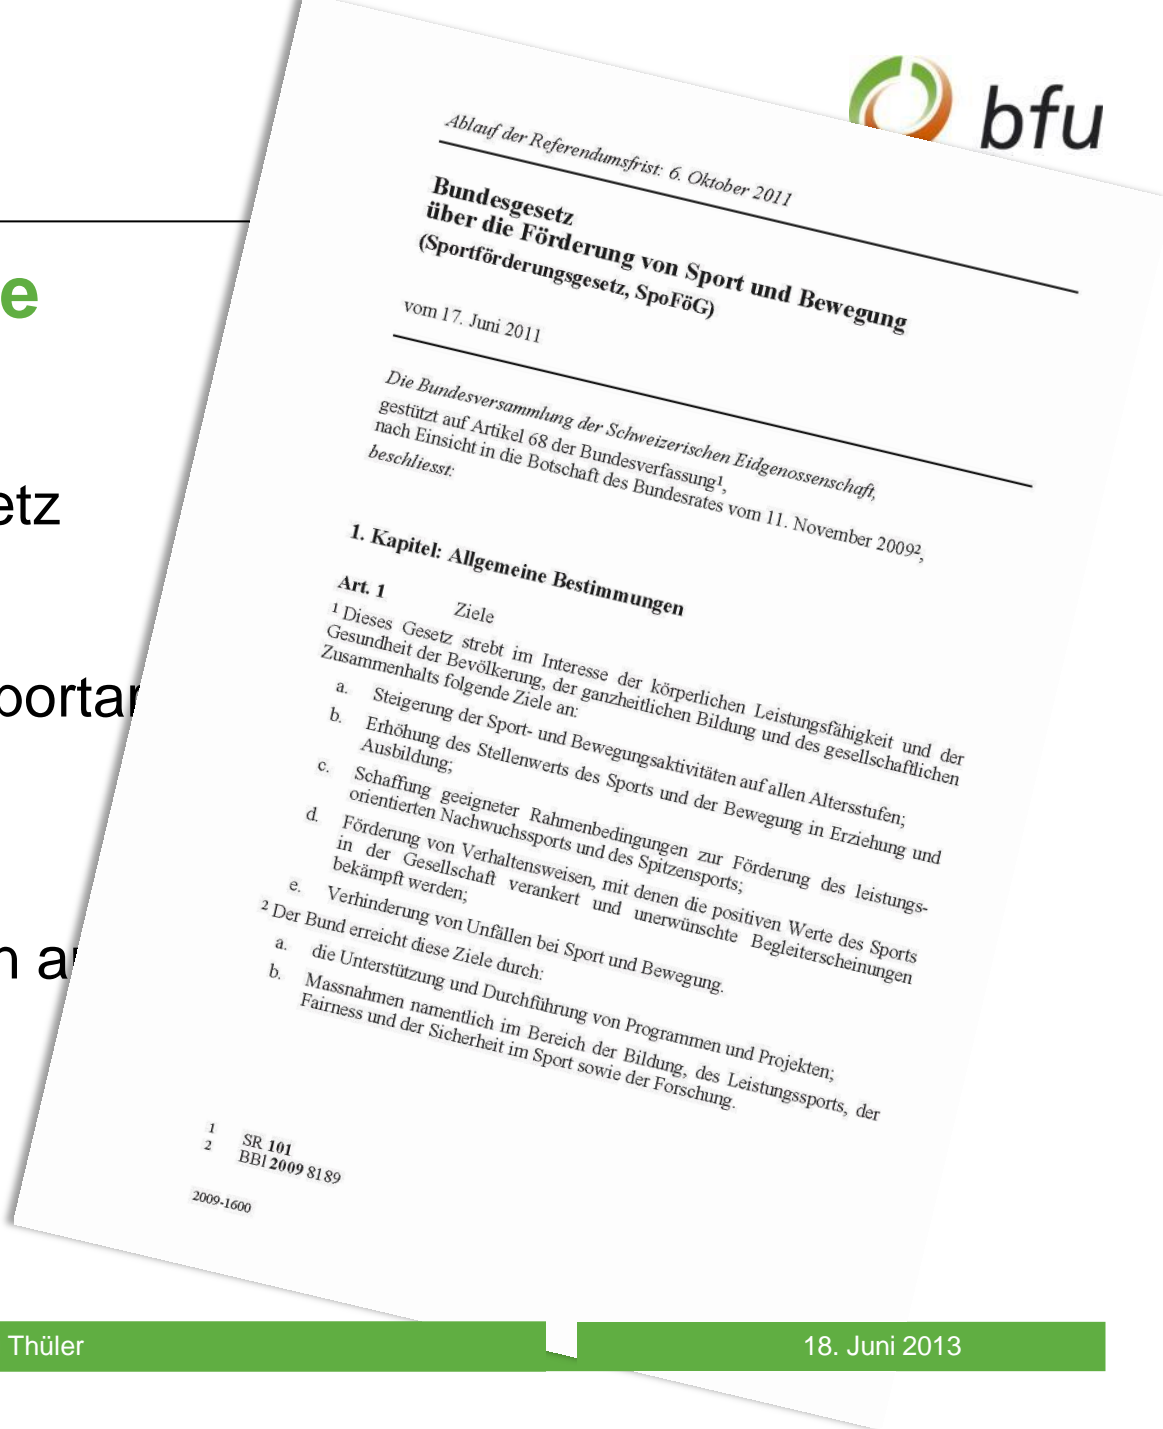 bfu
e
etz
portar
n a
Ablauf der Referendumsfrist: 6. Oktober 2011
Bundesgesetz
über die Förderung von Sport und Bewegung
(Sportförderungsgesetz, SpoFöG)
vom 17. Juni 2011
Die Bundesversammlung der Schweizerischen Eidgenossenschaft,
gestützt auf Artikel 68 der Bundesverfassung¹,
nach Einsicht in die Botschaft des Bundesrates vom 11. November 2009²,
beschliesst:
1. Kapitel: Allgemeine Bestimmungen
Art. 1 Ziele
¹ Dieses Gesetz strebt im Interesse der körperlichen Leistungsfähigkeit und der
Gesundheit der Bevölkerung, der ganzheitlichen Bildung und des gesellschaftlichen
Zusammenhalts folgende Ziele an:
a. Steigerung der Sport- und Bewegungsaktivitäten auf allen Altersstufen;
b. Erhöhung des Stellenwerts des Sports und der Bewegung in Erziehung und
Ausbildung;
c. Schaffung geeigneter Rahmenbedingungen zur Förderung des leistungs-
orientierten Nachwuchssports und des Spitzensports;
d. Förderung von Verhaltensweisen, mit denen die positiven Werte des Sports
in der Gesellschaft verankert und unerwünschte Begleiterscheinungen
bekämpft werden;
e. Verhinderung von Unfällen bei Sport und Bewegung.
² Der Bund erreicht diese Ziele durch:
a. die Unterstützung und Durchführung von Programmen und Projekten;
b. Massnahmen namentlich im Bereich der Bildung, des Leistungssports, der
Fairness und der Sicherheit im Sport sowie der Forschung.
1 SR 101
2 BBl 2009 8189
2009-1600
Thüler
18. Juni 2013